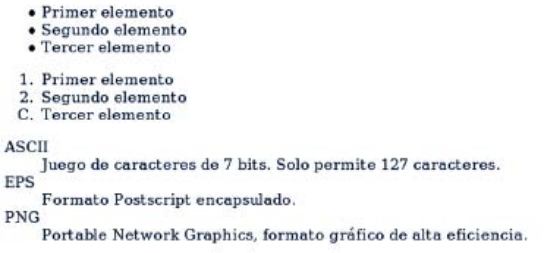 • Primer elemento
• Segundo elemento
• Tercer elemento
1. Primer elemento
2. Segundo elemento
C. Tercer elemento
ASCII
Juego de caracteres de 7 bits. Solo permite 127 caracteres.
EPS
Formato Postscript encapsulado.
PNG
Portable Network Graphics, formato gráfico de alta eficiencia.